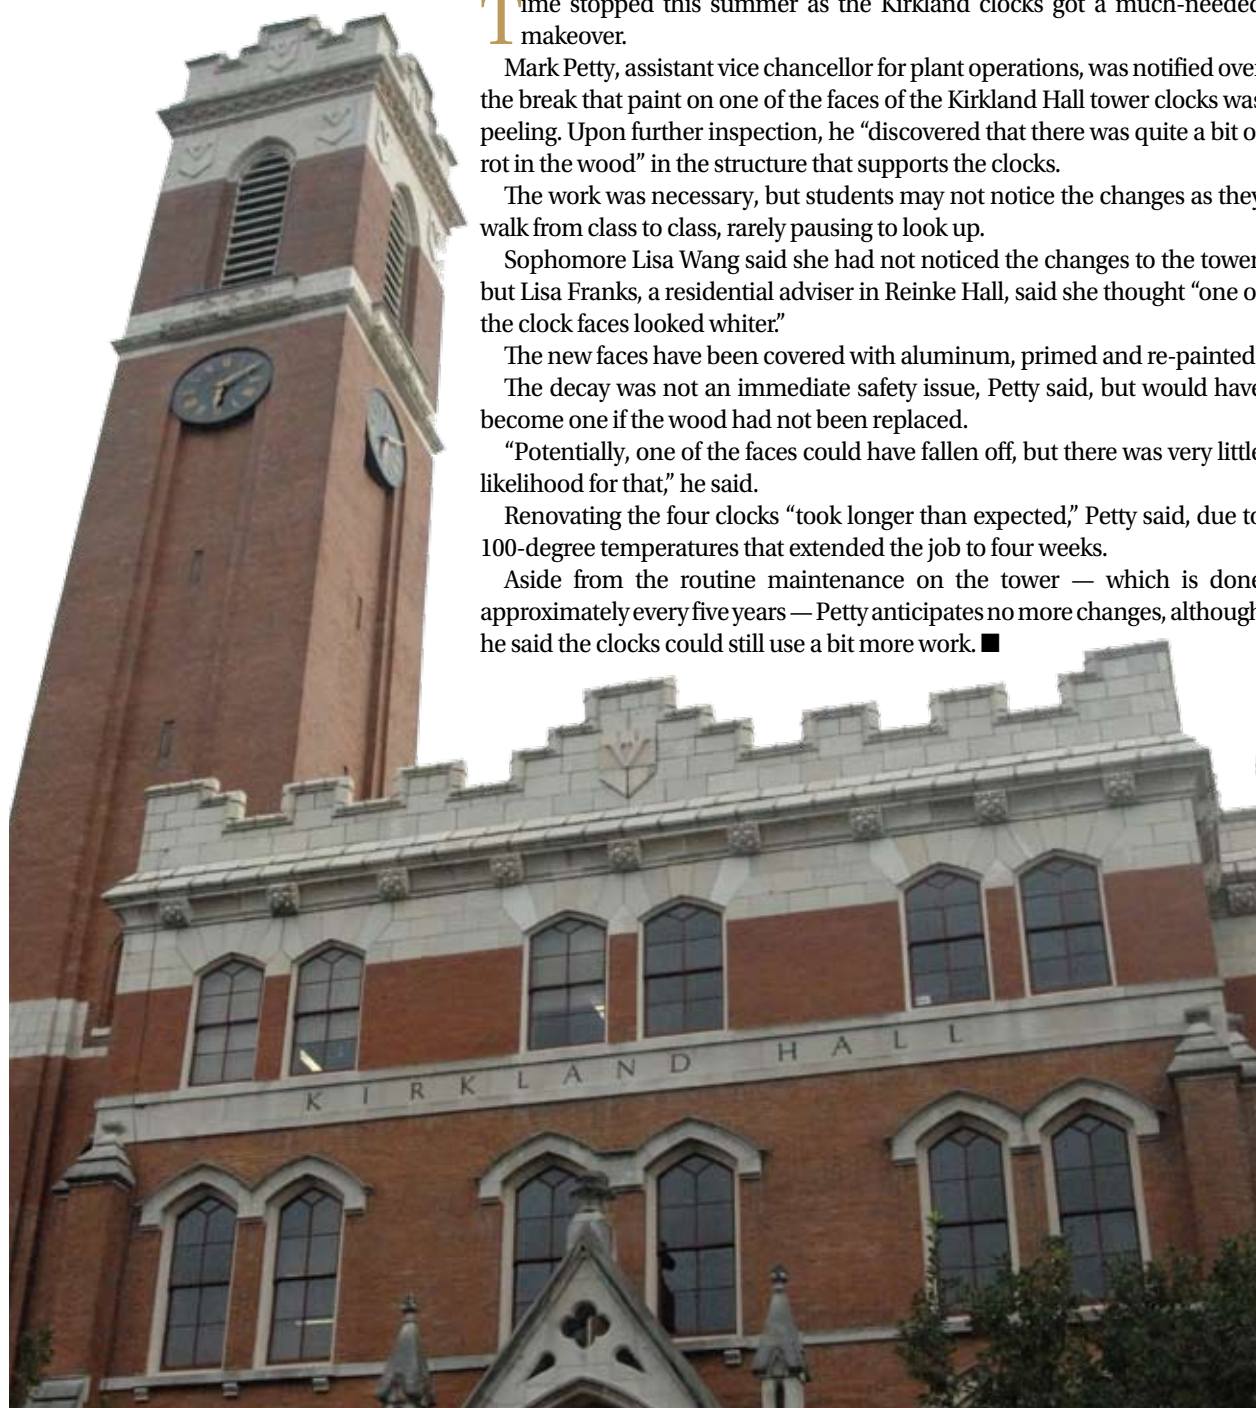 Time stopped this summer as the Kirkland clocks got a much-needed
makeover.
Mark Petty, assistant vice chancellor for plant operations, was notified over
the break that paint on one of the faces of the Kirkland Hall tower clocks was
peeling. Upon further inspection, he “discovered that there was quite a bit o
rot in the wood” in the structure that supports the clocks.
The work was necessary, but students may not notice the changes as they
walk from class to class, rarely pausing to look up.
Sophomore Lisa Wang said she had not noticed the changes to the tower
but Lisa Franks, a residential adviser in Reinke Hall, said she thought “one o
the clock faces looked whiter.”
The new faces have been covered with aluminum, primed and re-painted.
The decay was not an immediate safety issue, Petty said, but would have
become one if the wood had not been replaced.
“Potentially, one of the faces could have fallen off, but there was very little
likelihood for that,” he said.
Renovating the four clocks “took longer than expected,” Petty said, due to
100-degree temperatures that extended the job to four weeks.
Aside from the routine maintenance on the tower — which is done
approximately every five years — Petty anticipates no more changes, although
he said the clocks could still use a bit more work. ■
KIRKLAND HALL